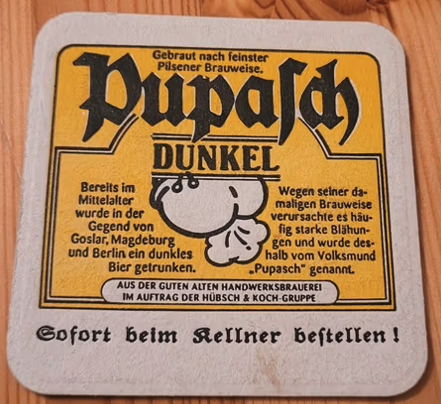 Gebraut nach feinster
Pilsener Brauweise.
Pupaſch
DUNKEL
Bereits im
Mittelalter
wurde in der
Gegend von
Goslar, Magdeburg
und Berlin ein dunkles
Bier getrunken.
Wegen seiner da-
maligen Brauweise
verursachte es häu-
fig starke Blähun-
gen und wurde des-
halb vom Volksmund
„Pupasch" genannt.
AUS DER GUTEN ALTEN HANDWERKSBRAUEREI
IM AUFTRAG DER HÜBSCH & KOCH-GRUPPE
Sofort beim Kellner beſtellen!